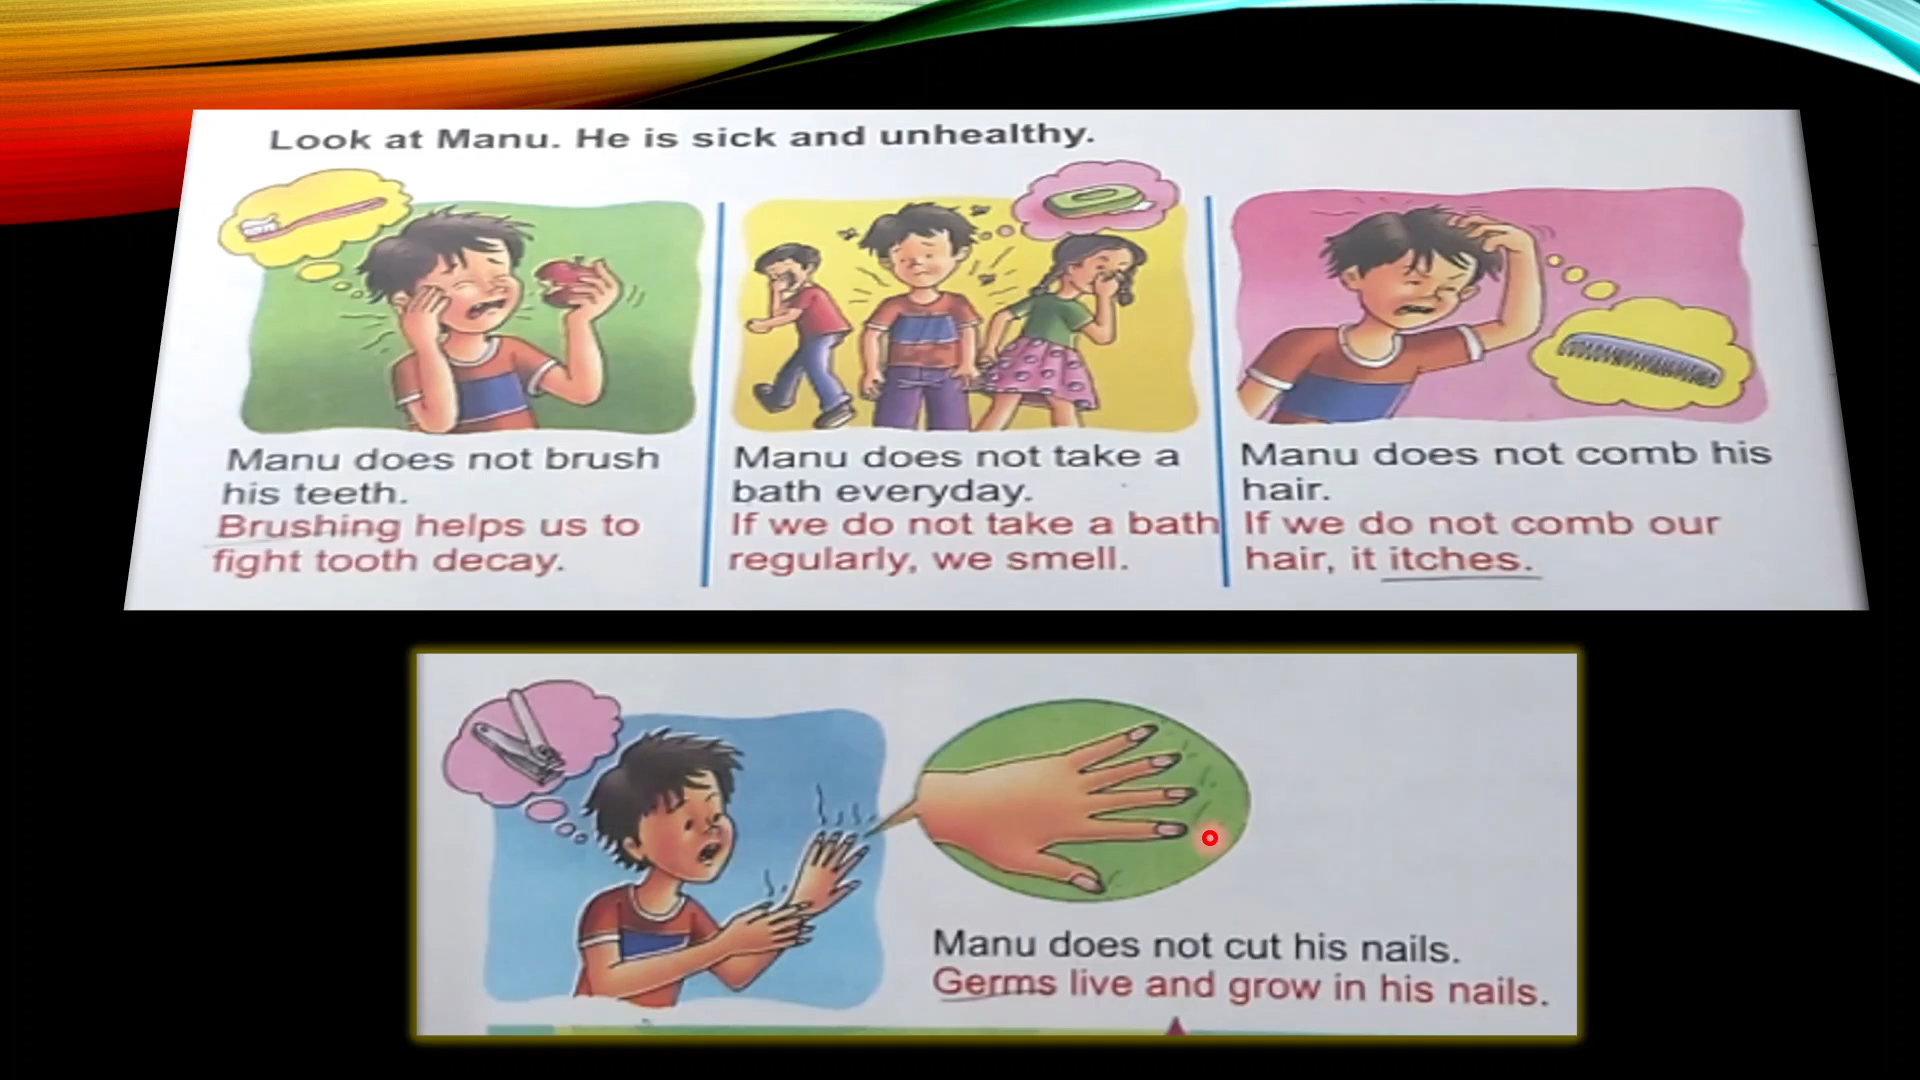 Look at Manu. He is sick and unhealthy.
Manu does not brush
his teeth.
Brushing helps us to
fight tooth decay.
Manu does not take a
bath everyday.
If we do not take a bath
regularly, we smell.
Manu does not comb his
hair.
If we do not comb our
hair, it itches.
Manu does not cut his nails.
Germs live and grow in his nails.